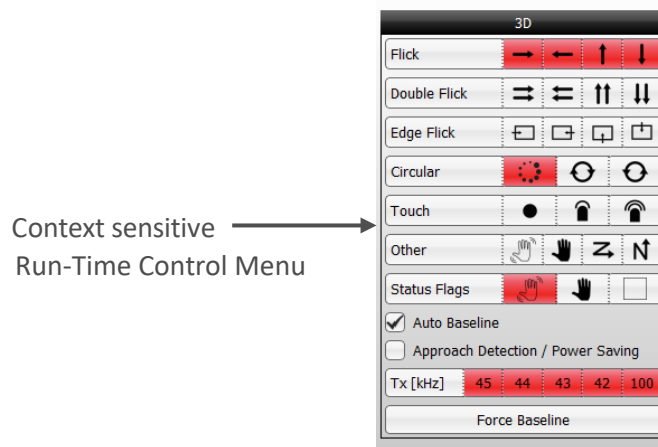 3D
Flick
Double Flick
Edge Flick
Circular
Touch
Context sensitive
Run-Time Control Menu
Other
Status Flags
Auto Baseline
Approach Detection / Power Saving
Tx [kHz] 45 44 43 42 100
Force Baseline